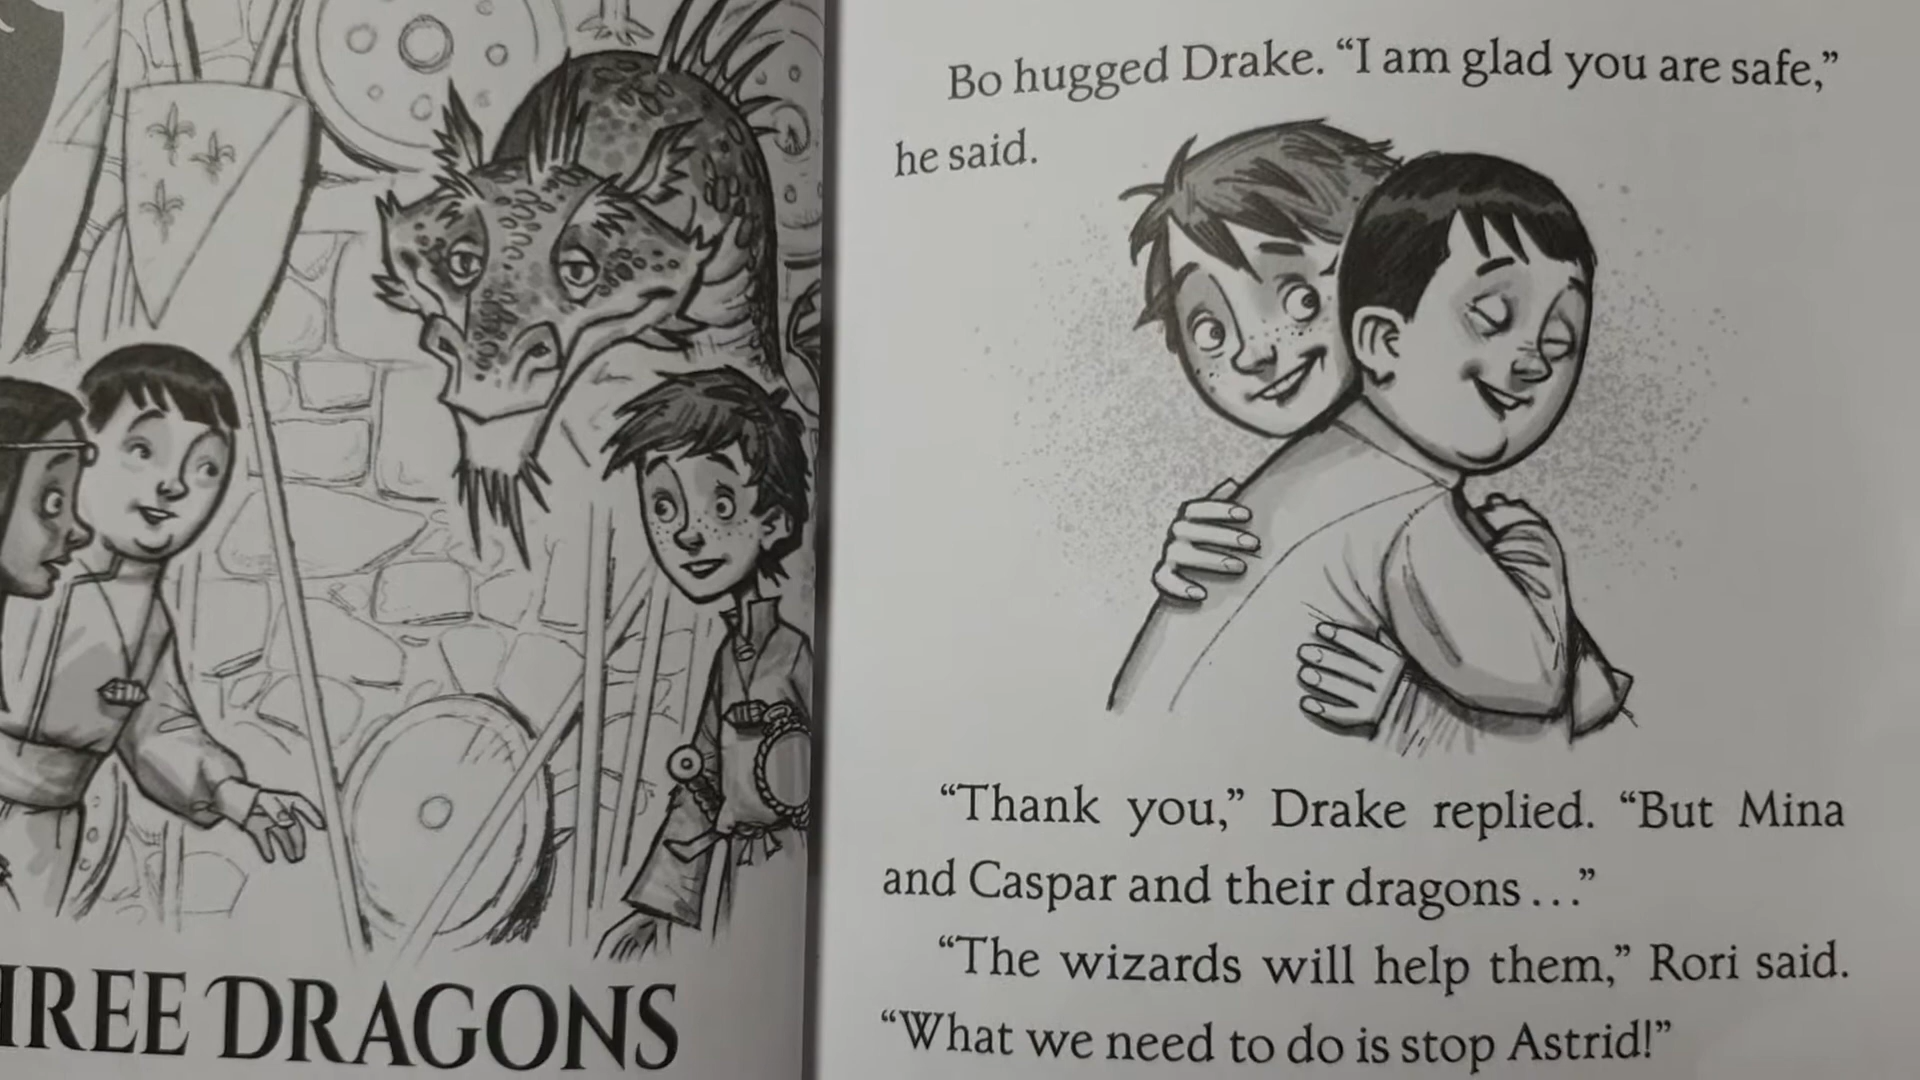 HREE DRAGONS
Bo hugged Drake. “I am glad you are safe,”
he said.
“Thank you,” Drake replied. “But Mina
and Caspar and their dragons . . .”
“The wizards will help them,” Rori said.
“What we need to do is stop Astrid!”